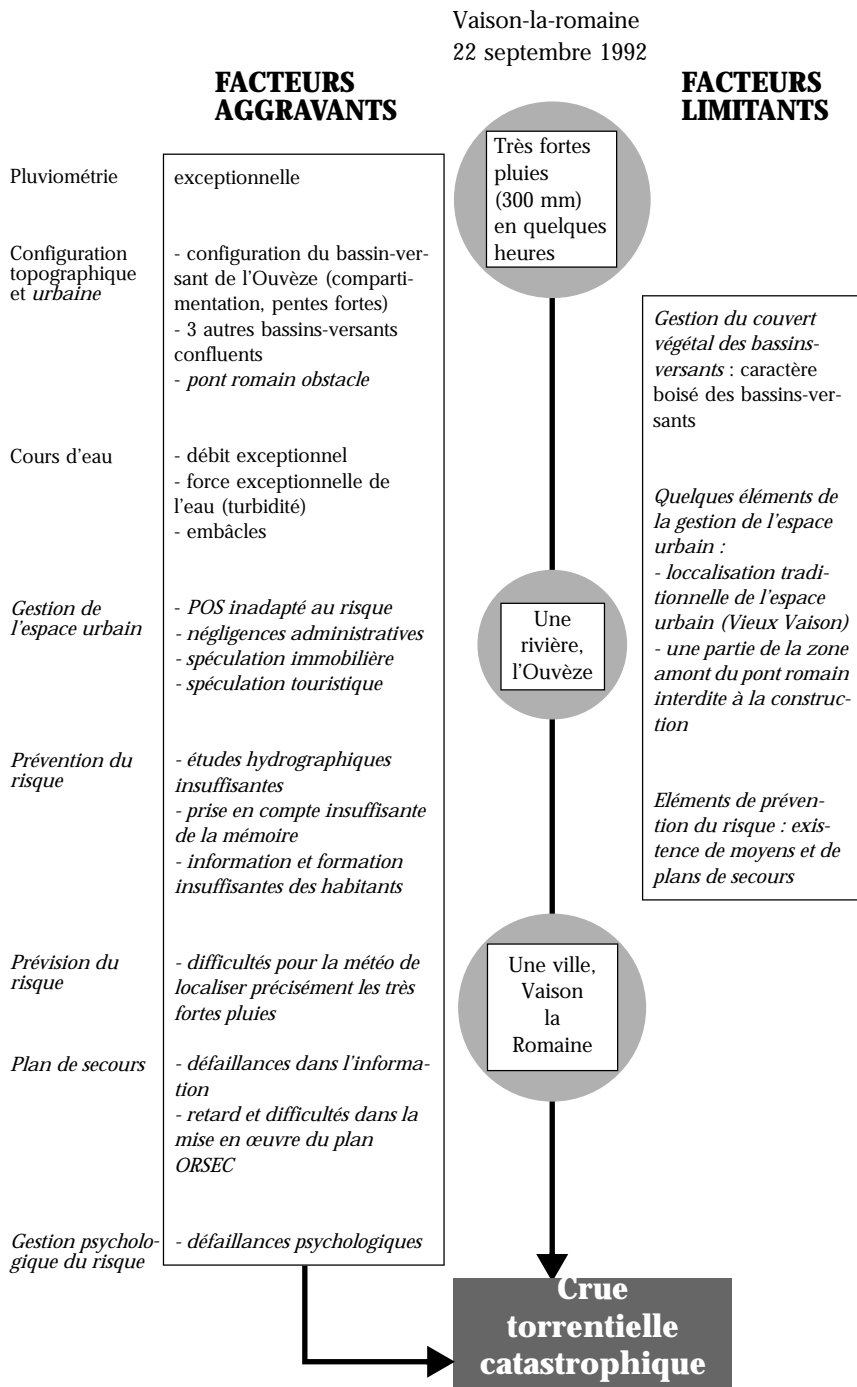 Vaison-la-romaine
22 septembre 1992
FACTEURS
AGGRAVANTS
FACTEURS
LIMITANTS
Très fortes
pluies
(300 mm)
en quelques
heures
Pluviométrie
exceptionnelle
Configuration
topographique
et urbaine
- configuration du bassin-ver-
sant de l'Ouvèze (comparti-
mentation, pentes fortes)
- 3 autres bassins-versants
confluents
- pont romain obstacle
Cours d'eau
- débit exceptionnel
- force exceptionnelle de
l'eau (turbidité)
- embâcles
Gestion de
l'espace urbain
- POS inadapté au risque
- négligences administratives
- spéculation immobilière
- spéculation touristique
Prévention du
risque
- études hydrographiques
insuffisantes
- prise en compte insuffisante
de la mémoire
- information et formation
insuffisantes des habitants
Prévision du
risque
- difficultés pour la météo de
localiser précisément les très
fortes pluies
Plan de secours
- défaillances dans l'informa-
tion
- retard et difficultés dans la
mise en œuvre du plan
ORSEC
Gestion psycholo-
gique du risque
- défaillances psychologiques
Une
rivière,
l'Ouvèze
Une ville,
Vaison
la
Romaine
Gestion du couvert
végétal des bassins-
versants : caractère
boisé des bassins-ver-
sants
Quelques éléments de
la gestion de l'espace
urbain :
- loccalisation tradi-
tionnelle de l'espace
urbain (Vieux Vaison)
- une partie de la zone
amont du pont romain
interdite à la construc-
tion
Eléments de préven-
tion du risque : exis-
tence de moyens et de
plans de secours
Crue
torrentielle
catastrophique